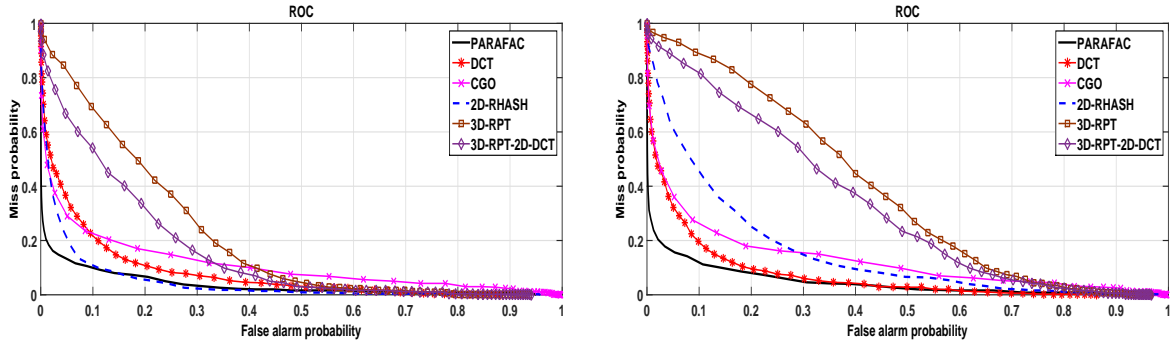 ROC
Miss probability
1
0.8
0.6
0.4
0.2
0
PARAFAC
DCT
CGO
2D-RHASH
3D-RPT
3D-RPT-2D-DCT
0 0.1 0.2 0.3 0.4 0.5 0.6 0.7 0.8 0.9 1
False alarm probability
ROC
Miss probability
1
0.8
0.6
0.4
0.2
0
PARAFAC
DCT
CGO
2D-RHASH
3D-RPT
3D-RPT-2D-DCT
0 0.1 0.2 0.3 0.4 0.5 0.6 0.7 0.8 0.9 1
False alarm probability